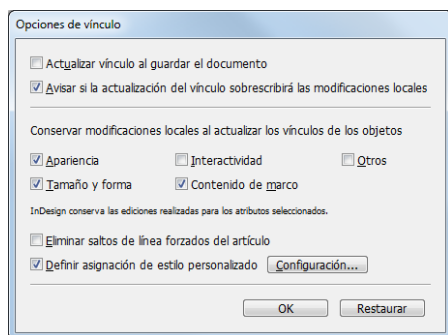 Opciones de vínculo
Actualizar vínculo al guardar el documento
Avisar si la actualización del vínculo sobrescribirá las modificaciones locales
Conservar modificaciones locales al actualizar los vínculos de los objetos
Apariencia Interactividad Otros
Tamaño y forma Contenido de marco
InDesign conserva las ediciones realizadas para los atributos seleccionados.
Eliminar saltos de línea forzados del artículo
Definir asignación de estilo personalizado Configuración...
OK Restaurar